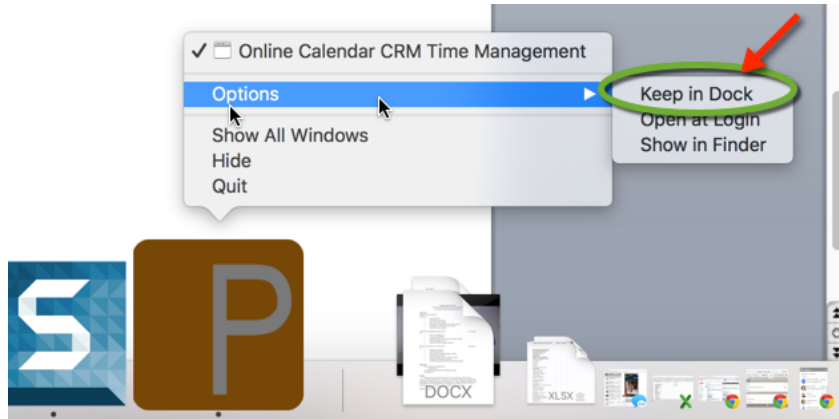 ✓ Online Calendar CRM Time Management
Options
Keep in Dock
Open at Login
Show in Finder
Show All Windows
Hide
Quit
S
P
DOCX
XLSX